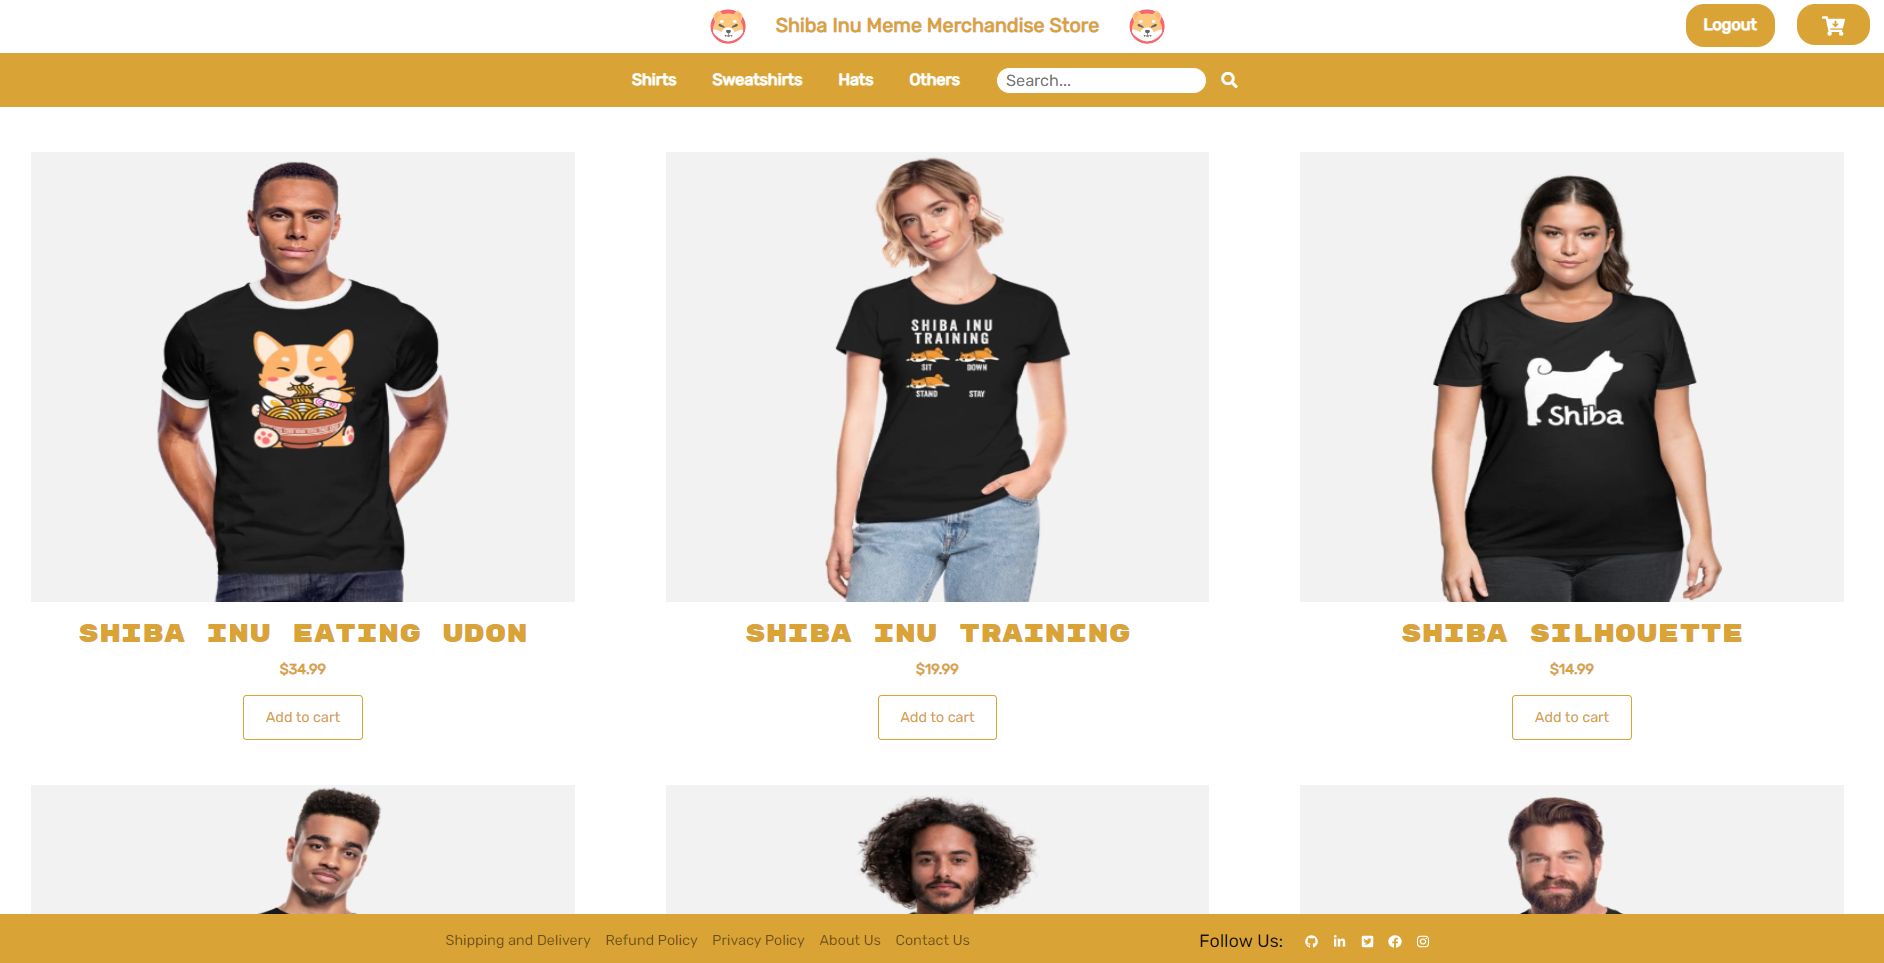 Shiba Inu Meme Merchandise Store
Logout
Shirts Sweatshirts Hats Others Search...
SHIBA INU
TRAINING
SIT DOWN
STAND STAY
Shiba
SHIBA INU EATING UDON
$34.99
Add to cart
SHIBA INU TRAINING
$19.99
Add to cart
SHIBA SILHOUETTE
$14.99
Add to cart
Shipping and Delivery Refund Policy Privacy Policy About Us Contact Us Follow Us: